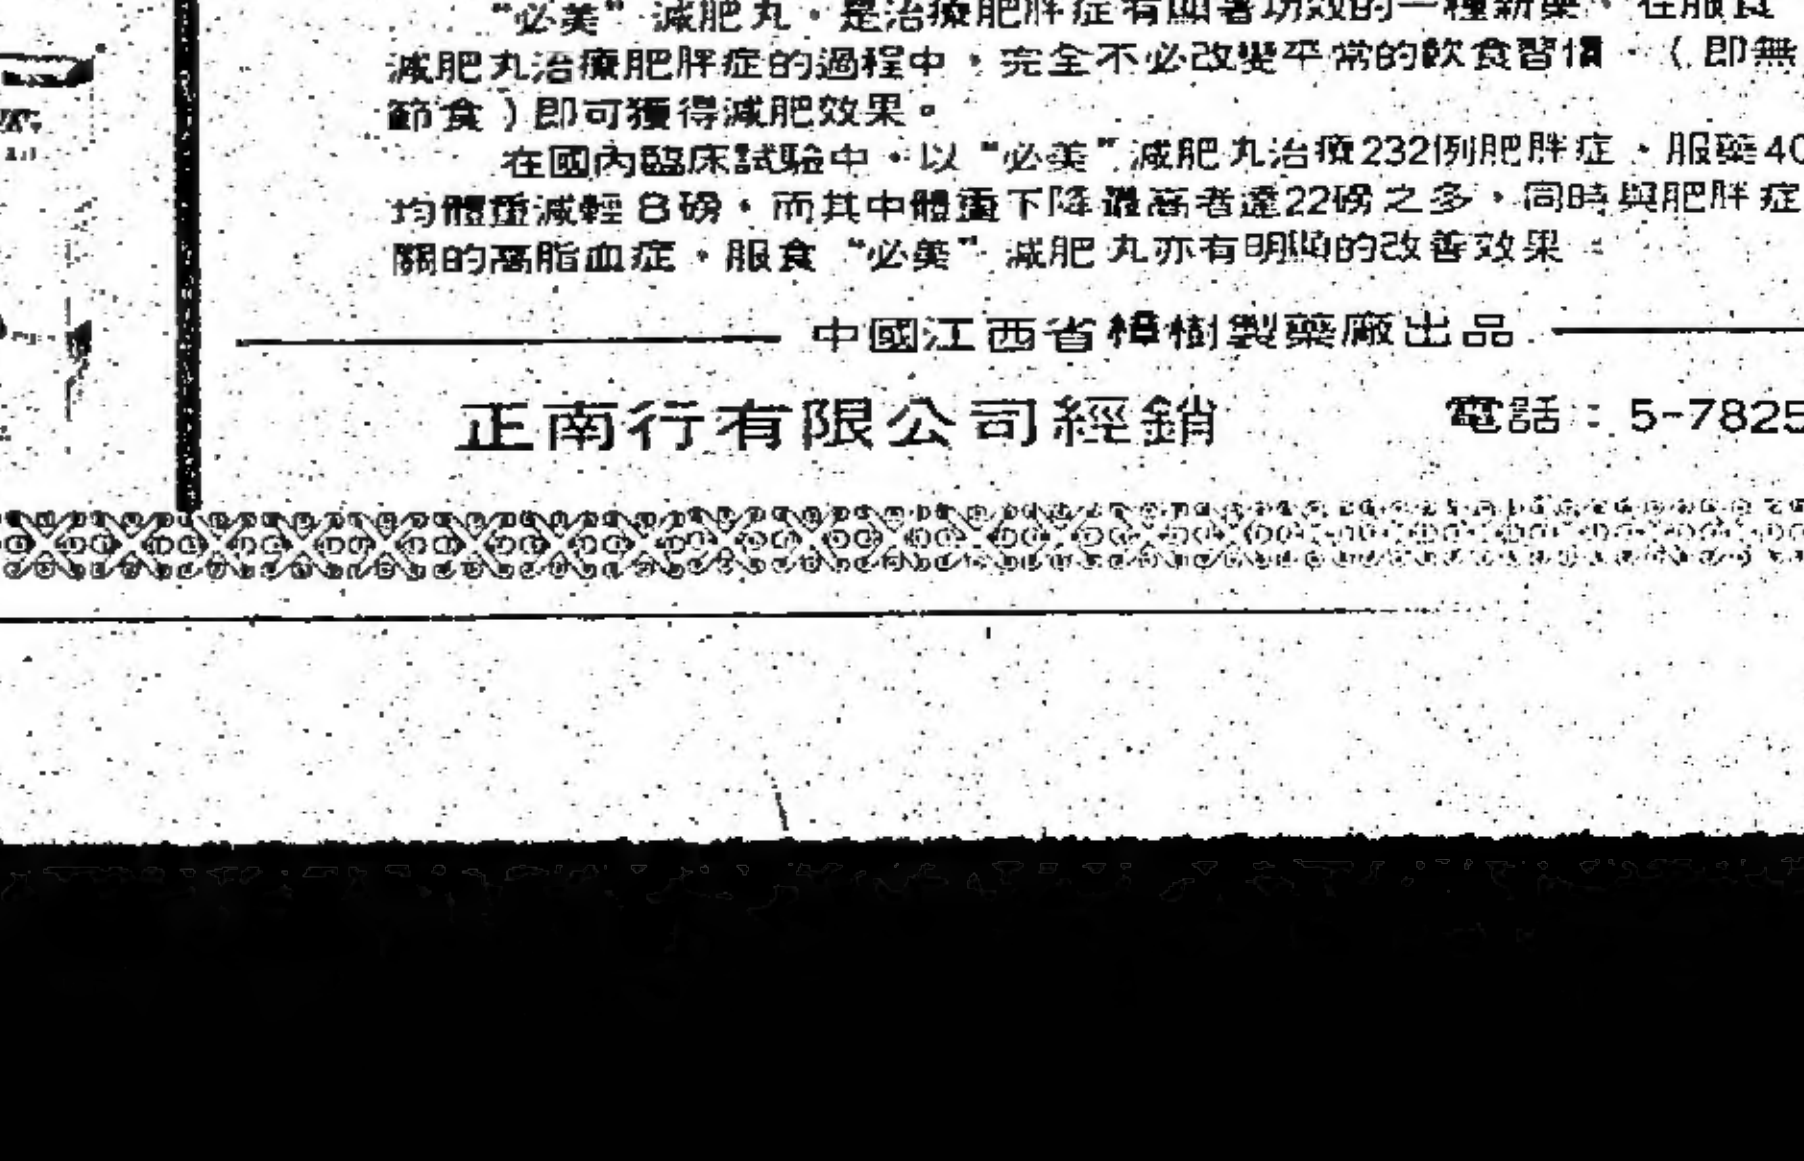 “必美”減肥丸，是治療肥胖症有顯著功效的一種新藥，在服食
減肥丸治療肥胖症的過程中，完全不必改變平常的飲食習慣，（即無
節食）即可獲得減肥效果。
在國內臨床試驗中，以“必美”減肥丸治療232例肥胖症，服藥40
均體重減輕8磅，而其中體重下降最高者達22磅之多，同時與肥胖症
關的高脂血症，服食“必美”減肥丸亦有明顯的改善效果。
中國江西省樟樹製藥廠出品
正南行有限公司經銷 電話：5-7825